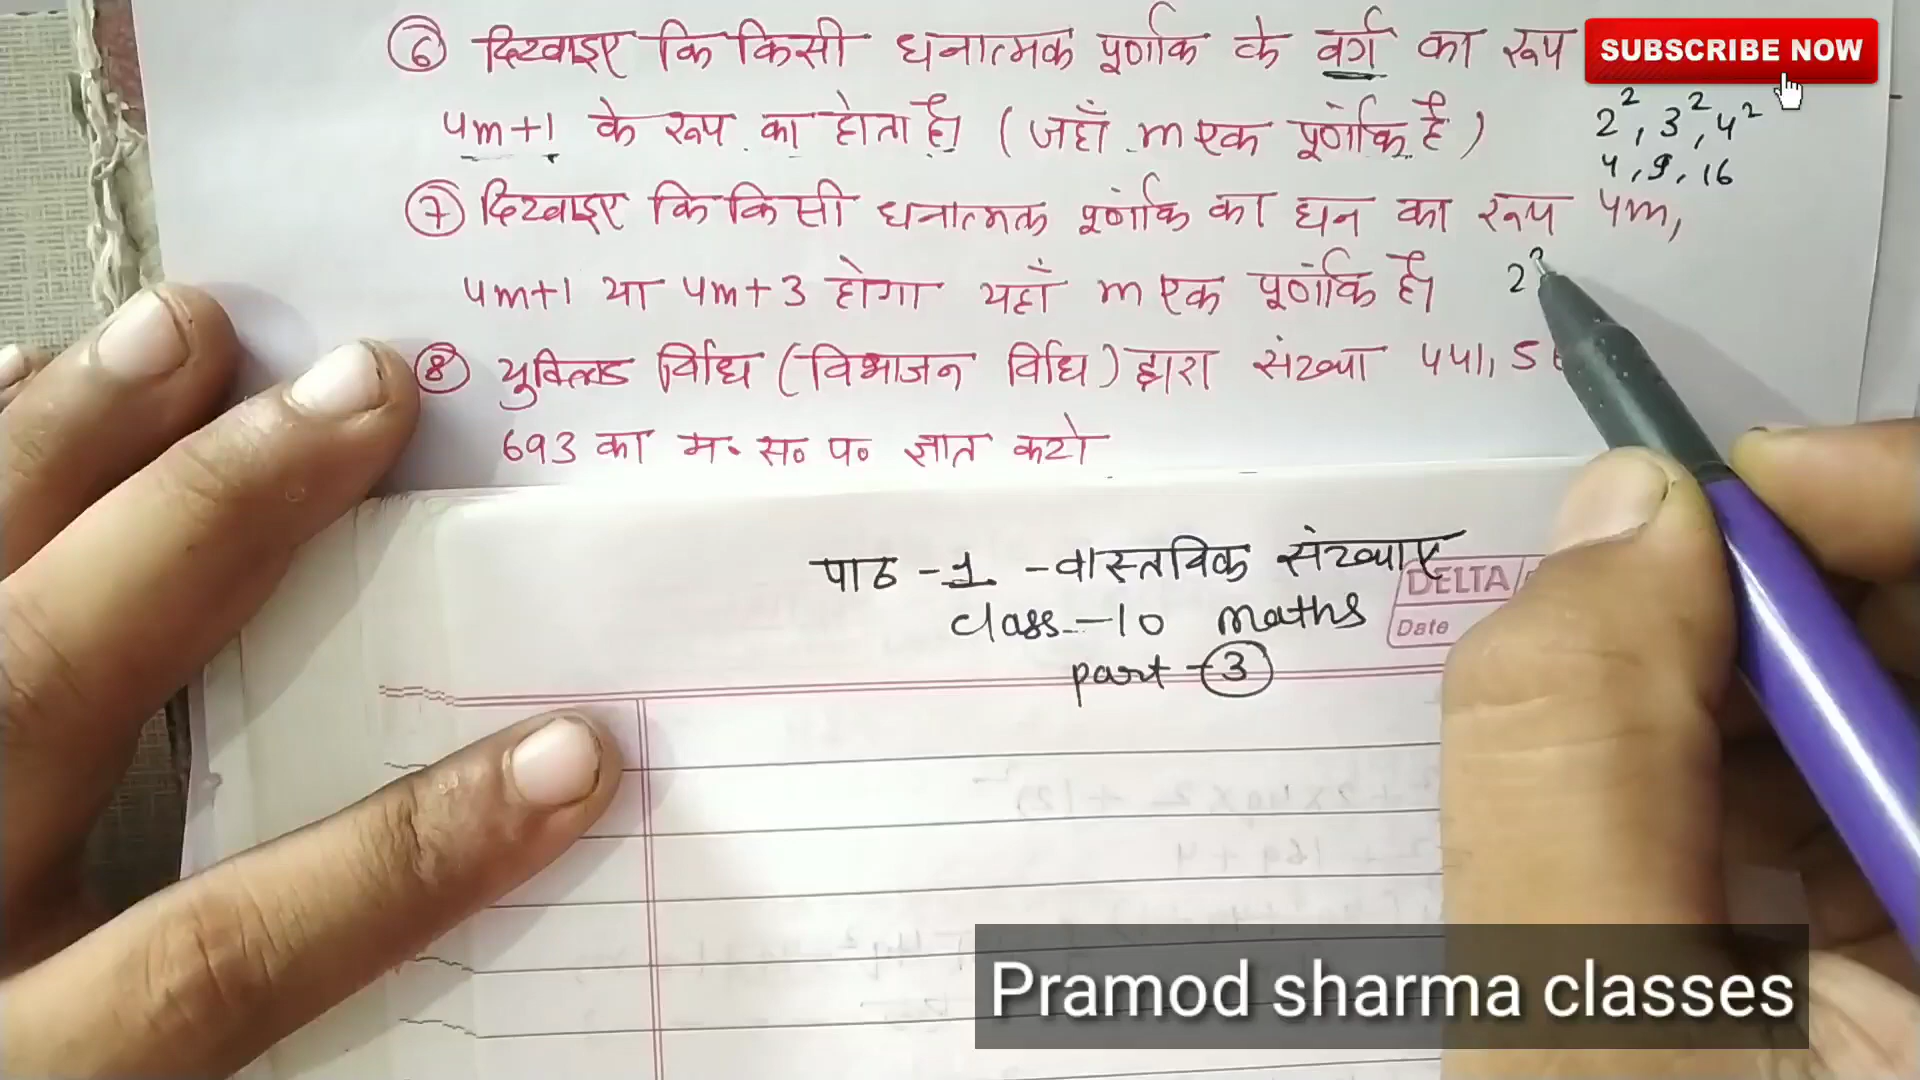 ⑥ दिखाइए कि किसी धनात्मक पूर्णांक के वर्ग का रूप
SUBSCRIBE NOW
4m+1 के रूप का होता है। (जहाँ m एक पूर्णांक है)
2², 3², 4²
4, 9, 16
⑦ दिखाइए कि किसी धनात्मक पूर्णांक का घन का रूप 4m,
4m+1 या 4m+3 होगा यहाँ m एक पूर्णांक है।
2
⑧ युक्लिड विधि (विभाजन विधि) द्वारा संख्या 441, 5
693 का म. स० प० ज्ञात करो
पाठ - 1 - वास्तविक संख्याए
DELTA
class - 10 maths
Date
part - ③
Pramod sharma classes